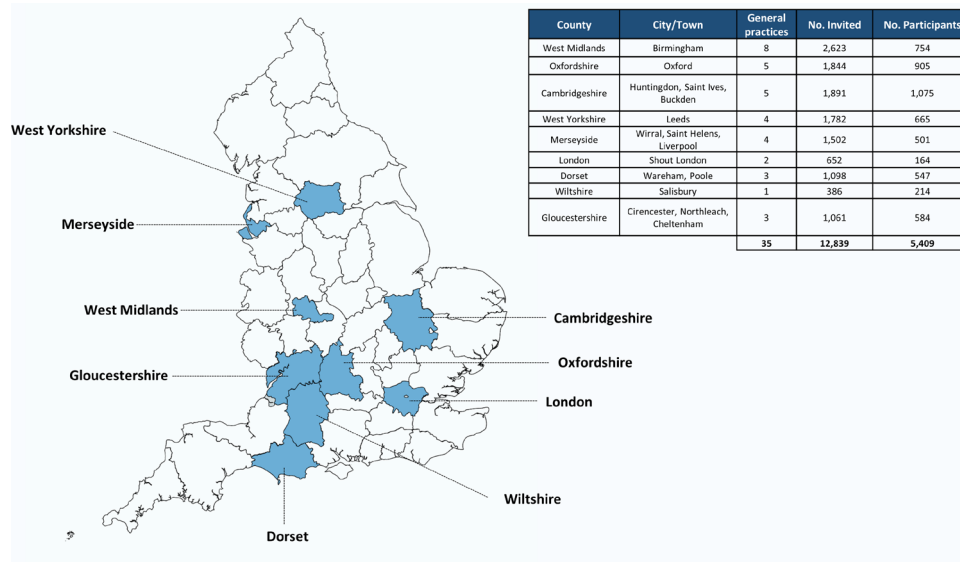 County City/Town General practices No. Invited No. Participants
West Midlands Birmingham 8 2,623 754
Oxfordshire Oxford 5 1,844 905
Cambridgeshire Huntingdon, Saint Ives, Buckden 5 1,891 1,075
West Yorkshire Leeds 4 1,782 665
Merseyside Wirral, Saint Helens, Liverpool 4 1,502 501
London Shout London 2 652 164
Dorset Wareham, Poole 3 1,098 547
Wiltshire Salisbury 1 386 214
Gloucestershire Cirencester, Northleach, Cheltenham 3 1,061 584
35 12,839 5,409
West Yorkshire
Merseyside
West Midlands
Cambridgeshire
Oxfordshire
Gloucestershire
London
Wiltshire
Dorset